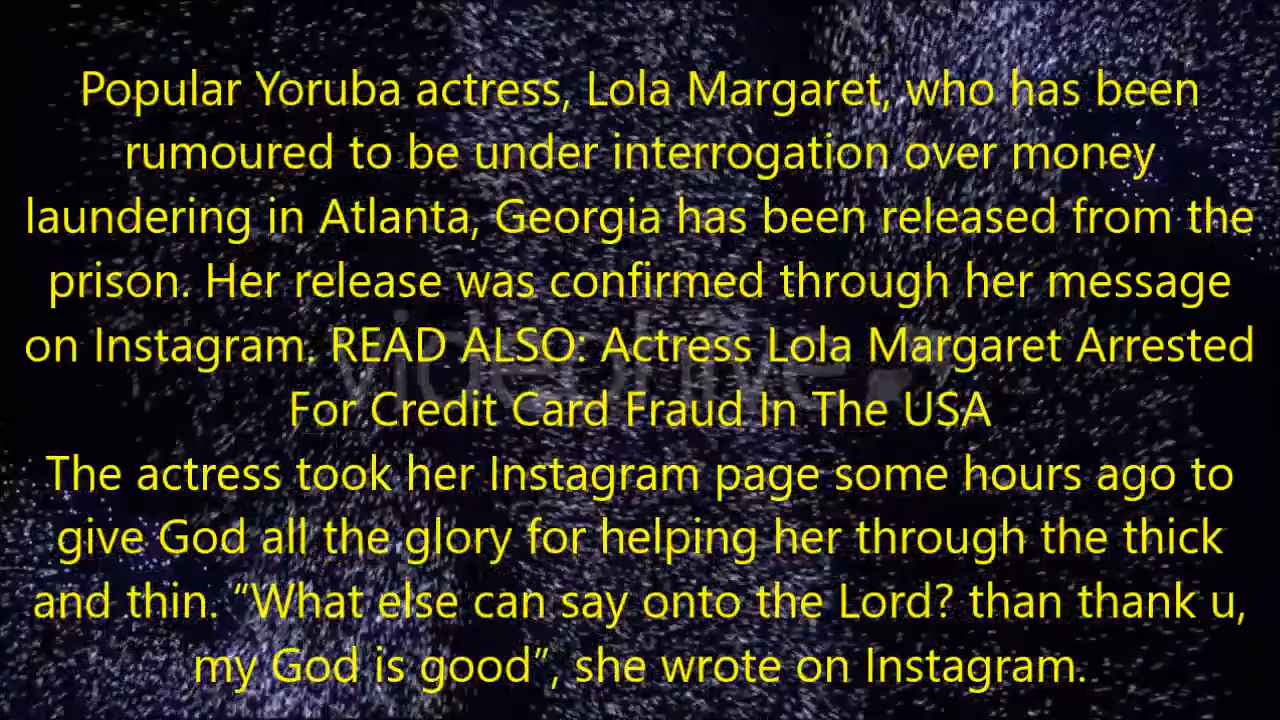 Popular Yoruba actress, Lola Margaret, who has been
rumoured to be under interrogation over money
laundering in Atlanta, Georgia has been released from the
prison. Her release was confirmed through her message
on Instagram. READ ALSO: Actress Lola Margaret Arrested
For Credit Card Fraud In The USA
The actress took her Instagram page some hours ago to
give God all the glory for helping her through the thick
and thin. “What else can say onto the Lord? than thank u,
my God is good”, she wrote on Instagram.
videohive